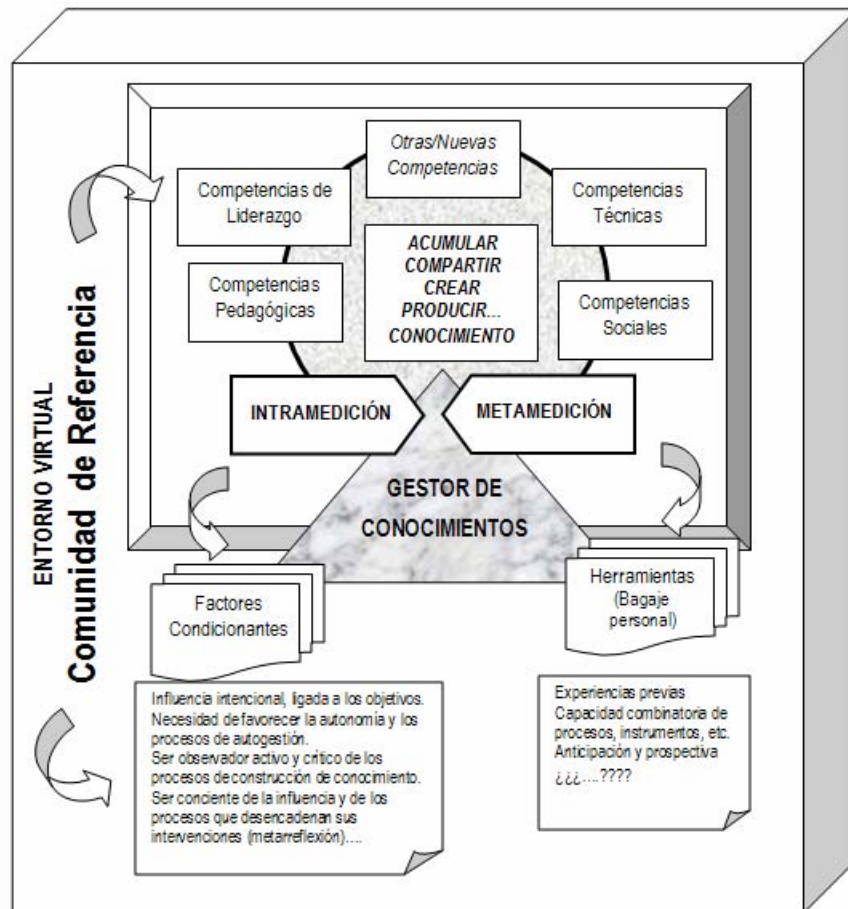 Otras/Nuevas
Competencias
Competencias de
Liderazgo
Competencias
Técnicas
ACUMULAR
COMPARTIR
CREAR
PRODUCIR...
CONOCIMIENTO
Competencias
Pedagógicas
Competencias
Sociales
INTRAMEDICIÓN
METAMEDICIÓN
GESTOR DE
CONOCIMIENTOS
ENTORNO VIRTUAL
Comunidad de Referencia
Factores
Condicionantes
Herramientas
(Bagaje
personal)
Influencia intencional, ligada a los objetivos.
Necesidad de favorecer la autonomía y los
procesos de autogestión.
Ser observador activo y crítico de los
procesos de construcción de conocimiento.
Ser conciente de la influencia y de los
procesos que desencadenan sus
intervenciones (metarreflexión)....
Experiencias previas
Capacidad combinatoria de
procesos, instrumentos, etc.
Anticipación y prospectiva
¿¿¿....????